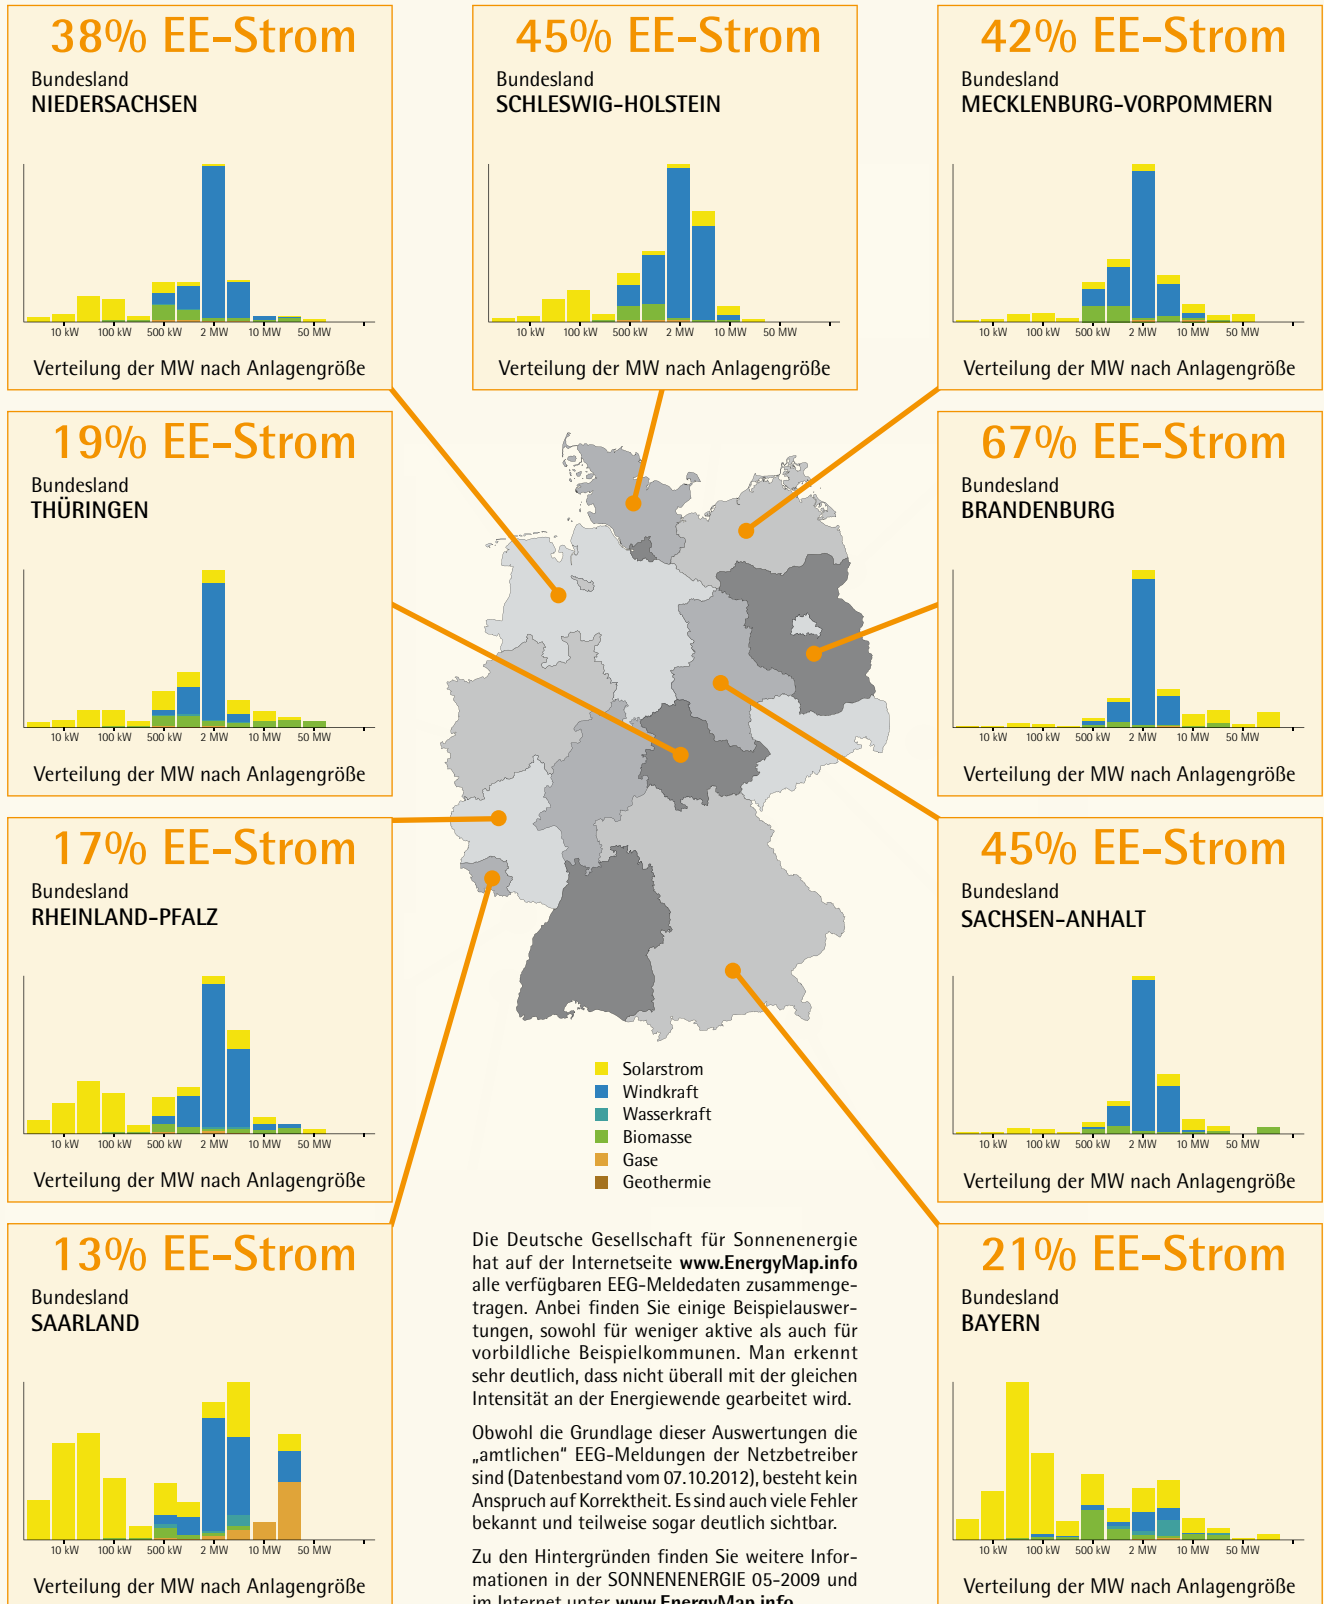 38% EE-Strom
Bundesland
NIEDERSACHSEN
10 kW 100 kW 500 kW 2 MW 10 MW 50 MW
Verteilung der MW nach Anlagengröße
45% EE-Strom
Bundesland
SCHLESWIG-HOLSTEIN
10 kW 100 kW 500 kW 2 MW 10 MW 50 MW
Verteilung der MW nach Anlagengröße
42% EE-Strom
Bundesland
MECKLENBURG-VORPOMMERN
10 kW 100 kW 500 kW 2 MW 10 MW 50 MW
Verteilung der MW nach Anlagengröße
19% EE-Strom
Bundesland
THÜRINGEN
10 kW 100 kW 500 kW 2 MW 10 MW 50 MW
Verteilung der MW nach Anlagengröße
67% EE-Strom
Bundesland
BRANDENBURG
10 kW 100 kW 500 kW 2 MW 10 MW 50 MW
Verteilung der MW nach Anlagengröße
17% EE-Strom
Bundesland
RHEINLAND-PFALZ
10 kW 100 kW 500 kW 2 MW 10 MW 50 MW
Verteilung der MW nach Anlagengröße
45% EE-Strom
Bundesland
SACHSEN-ANHALT
10 kW 100 kW 500 kW 2 MW 10 MW 50 MW
Verteilung der MW nach Anlagengröße
Solarstrom
Windkraft
Wasserkraft
Biomasse
Gase
Geothermie
13% EE-Strom
Bundesland
SAARLAND
10 kW 100 kW 500 kW 2 MW 10 MW 50 MW
Verteilung der MW nach Anlagengröße
Die Deutsche Gesellschaft für Sonnenenergie
hat auf der Internetseite www.EnergyMap.info
alle verfügbaren EEG-Meldedaten zusammenge-
tragen. Anbei finden Sie einige Beispielauswer-
tungen, sowohl für weniger aktive als auch für
vorbildliche Beispielkommunen. Man erkennt
sehr deutlich, dass nicht überall mit der gleichen
Intensität an der Energiewende gearbeitet wird.
Obwohl die Grundlage dieser Auswertungen die
„amtlichen“ EEG-Meldungen der Netzbetreiber
sind (Datenbestand vom 07.10.2012), besteht kein
Anspruch auf Korrektheit. Es sind auch viele Fehler
bekannt und teilweise sogar deutlich sichtbar.
Zu den Hintergründen finden Sie weitere Infor-
mationen in der SONNENENERGIE 05-2009 und
im Internet unter www.EnergyMap.info
21% EE-Strom
Bundesland
BAYERN
10 kW 100 kW 500 kW 2 MW 10 MW 50 MW
Verteilung der MW nach Anlagengröße